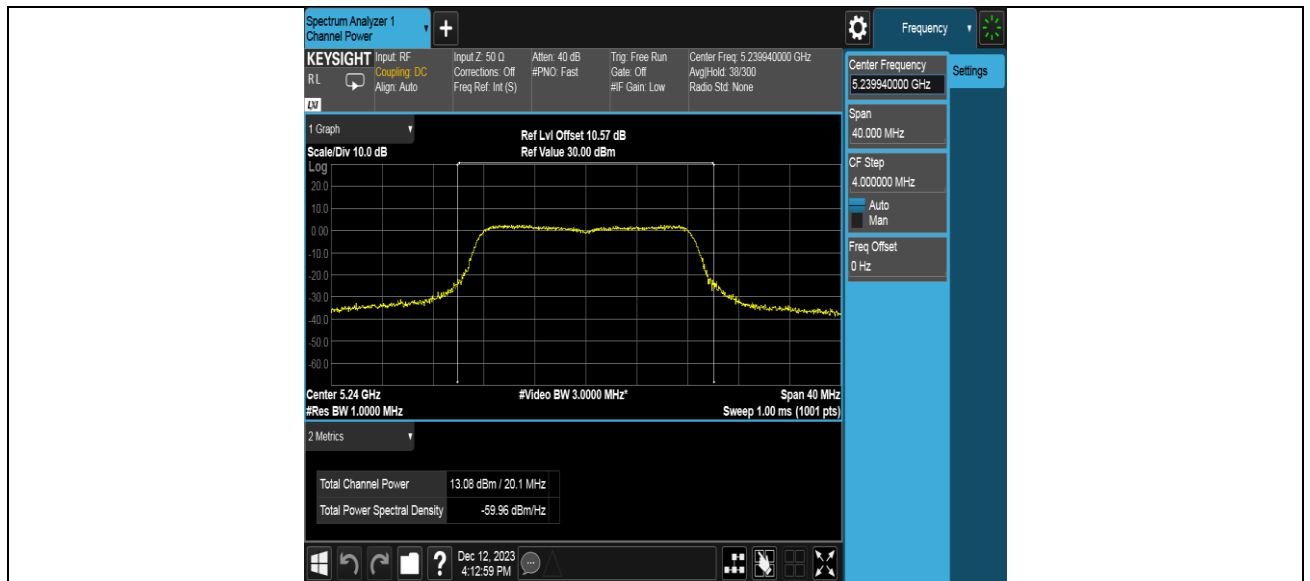 Spectrum Analyzer 1
Channel Power
+
Frequency
KEYSIGHT
RL
LXI
Input: RF
Coupling: DC
Align: Auto
Input Z: 50 Ω
Corrections: Off
Freq Ref: Int (S)
Atten: 40 dB
#PNO: Fast
Trig: Free Run
Gate: Off
#IF Gain: Low
Center Freq: 5.239940000 GHz
Avg|Hold: 38/300
Radio Std: None
Center Frequency
5.239940000 GHz
Settings
Span
40.000 MHz
CF Step
4.000000 MHz
Auto
Man
Freq Offset
0 Hz
1 Graph
Scale/Div 10.0 dB
Ref Lvl Offset 10.57 dB
Ref Value 30.00 dBm
Log
20.0
10.0
0.00
-10.0
-20.0
-30.0
-40.0
-50.0
-60.0
Center 5.24 GHz
#Res BW 1.0000 MHz
#Video BW 3.0000 MHz*
Span 40 MHz
Sweep 1.00 ms (1001 pts)
2 Metrics
Total Channel Power 13.08 dBm / 20.1 MHz
Total Power Spectral Density -59.96 dBm/Hz
?
Dec 12, 2023
4:12:59 PM